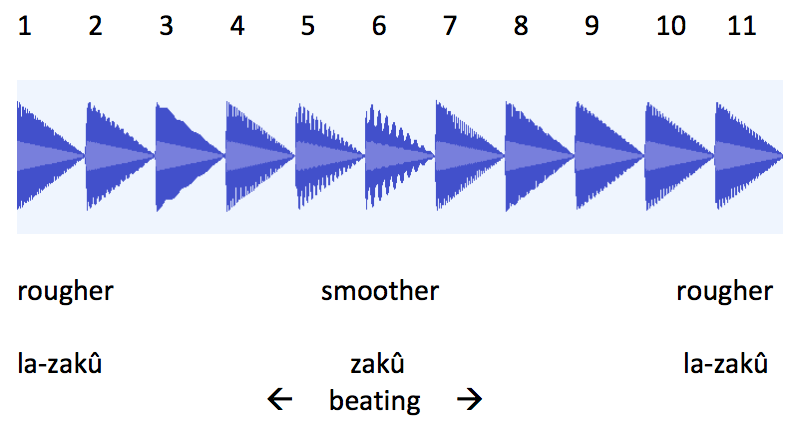 1 2 3 4 5 6 7 8 9 10 11
rougher smoother rougher
la-zakû zakû la-zakû
← beating →